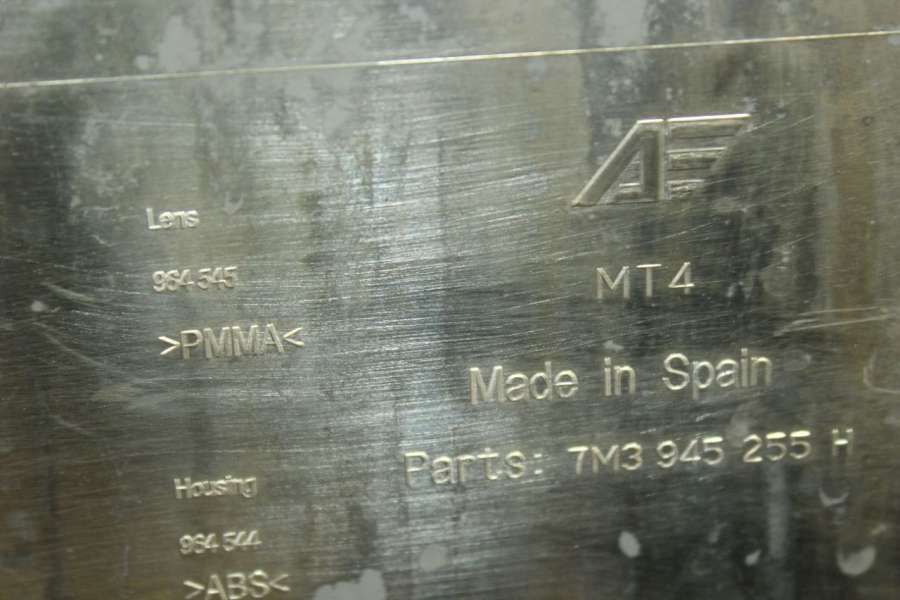 AE
Lens
964 545
>PMMA<
MT4
Made in Spain
Parts: 7M3 945 255 H
Housing
964 544
>ABS<